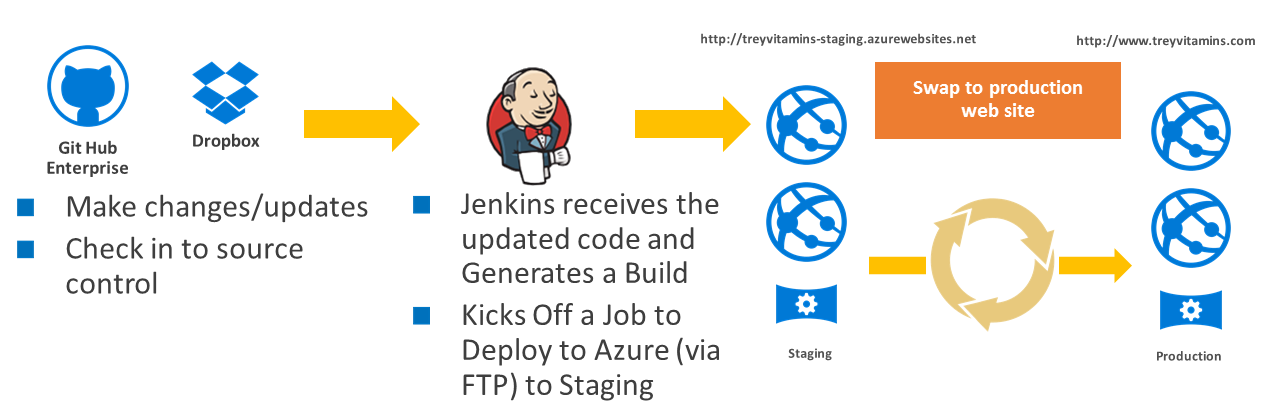 http://treyvitamins-staging.azurewebsites.net
http://www.treyvitamins.com
Swap to production
web site
Git Hub
Enterprise
Dropbox
Make changes/updates
Check in to source
control
Jenkins receives the
updated code and
Generates a Build
Kicks Off a Job to
Deploy to Azure (via
FTP) to Staging
Staging
Production